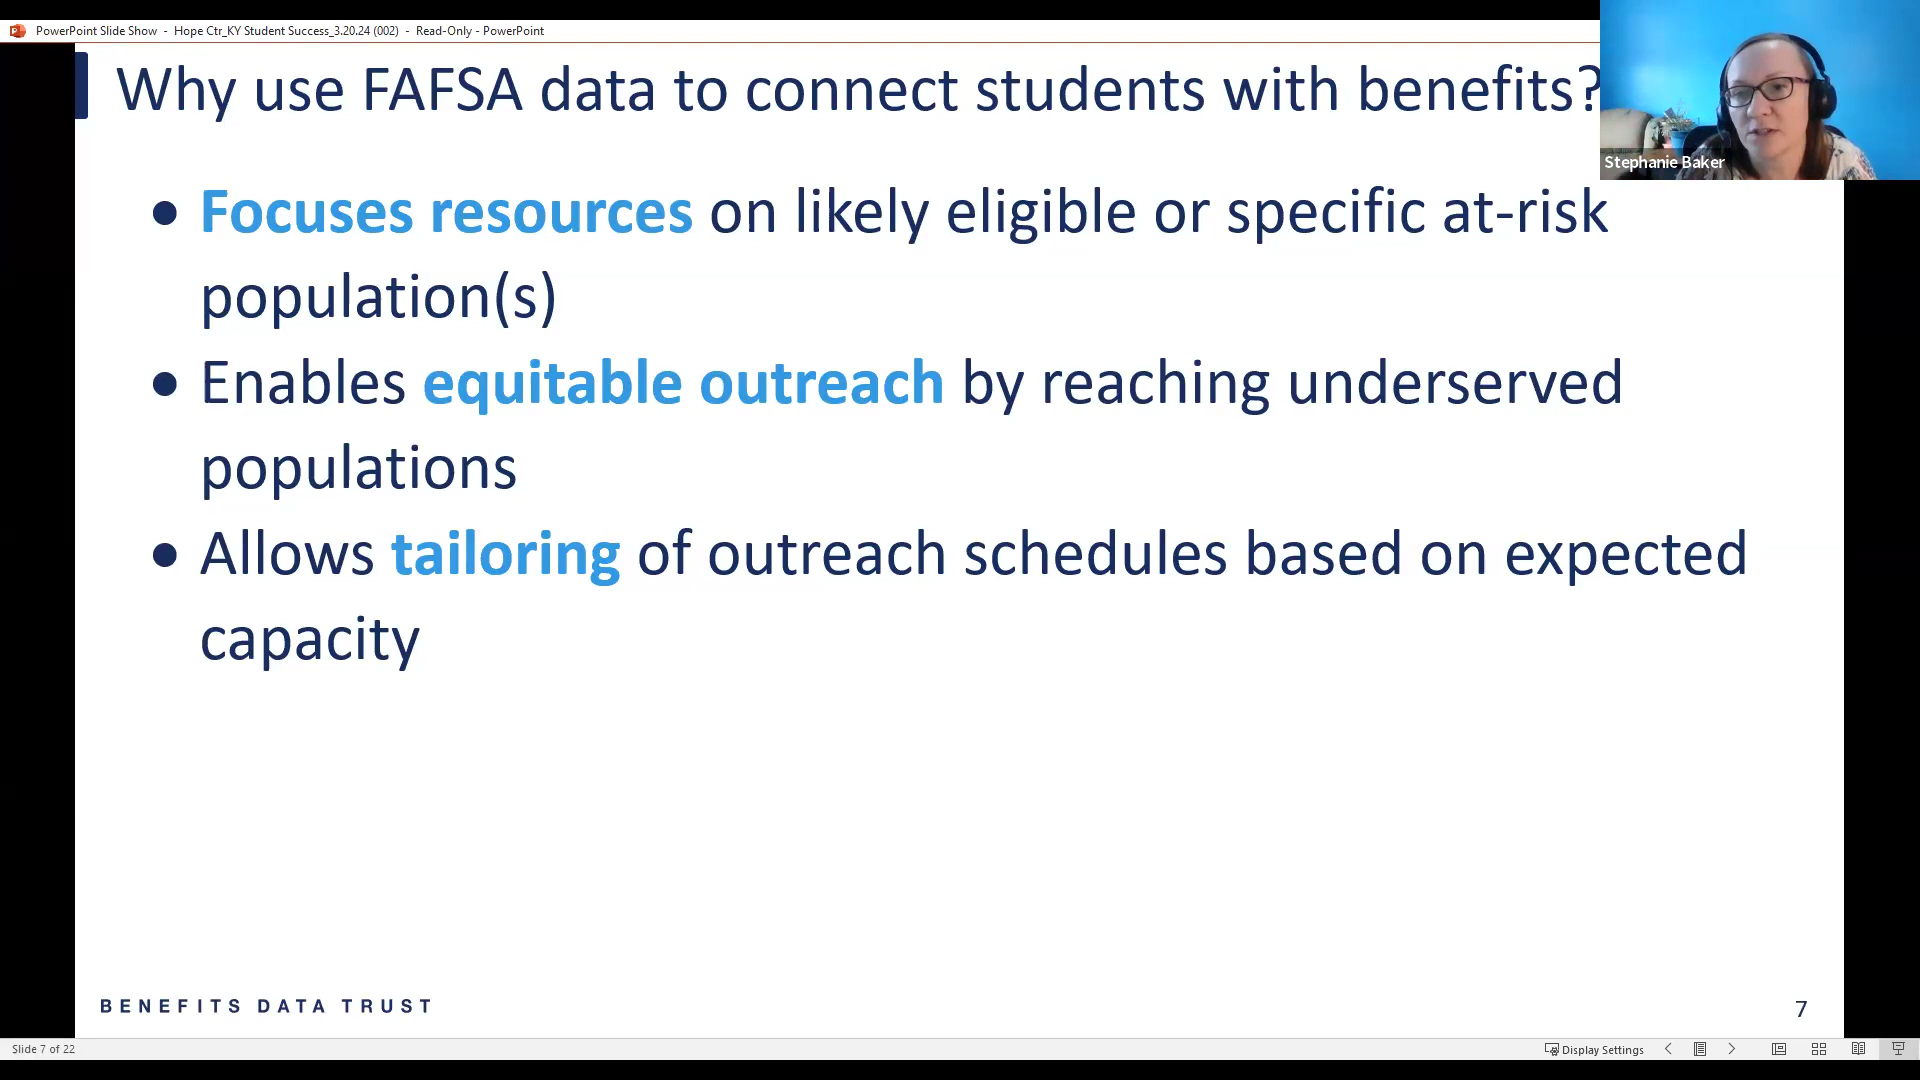 PowerPoint Slide Show - Hope Ctr_KY Student Success_3.20.24 (002) - Read-Only - PowerPoint
Why use FAFSA data to connect students with benefits?
Stephanie Baker
● Focuses resources on likely eligible or specific at-risk
population(s)
● Enables equitable outreach by reaching underserved
populations
● Allows tailoring of outreach schedules based on expected
capacity
BENEFITS DATA TRUST
7
Slide 7 of 22
Display Settings